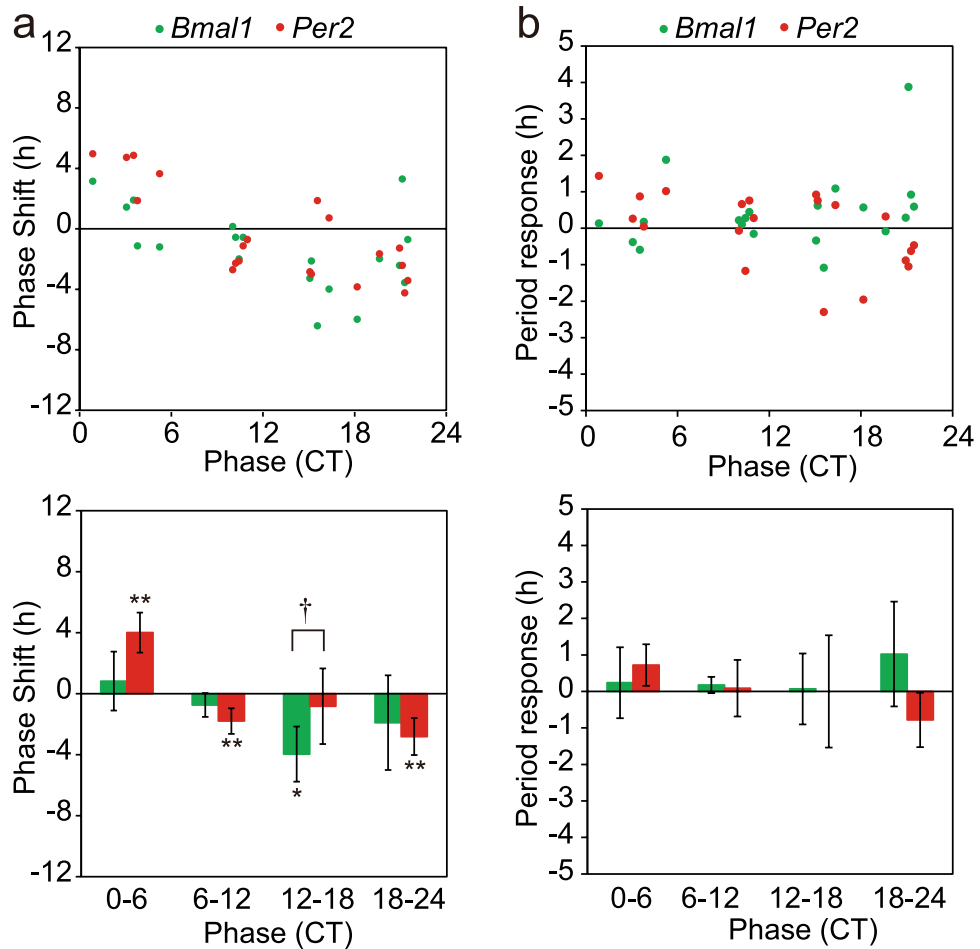 a
Bmal1 Per2
12
8
4
0
-4
-8
-12
Phase Shift (h)
0 6 12 18 24
Phase (CT)
b
Bmal1 Per2
5
4
3
2
1
0
-1
-2
-3
-4
-5
Period response (h)
0 6 12 18 24
Phase (CT)
12
8
4
0
-4
-8
-12
Phase Shift (h)
**
**
†
*
**
0-6 6-12 12-18 18-24
Phase (CT)
5
4
3
2
1
0
-1
-2
-3
-4
-5
Period response (h)
0-6 6-12 12-18 18-24
Phase (CT)